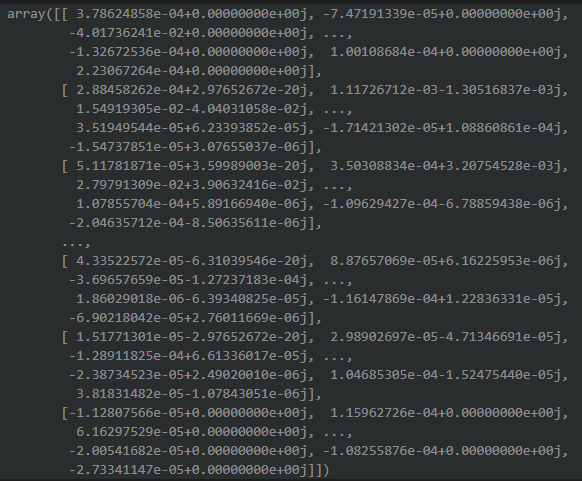 array([[ 3.78624858e-04+0.00000000e+00j, -7.47191339e-05+0.00000000e+00j,
-4.01736241e-02+0.00000000e+00j, ...,
-1.32672536e-04+0.00000000e+00j, 1.00108684e-04+0.00000000e+00j,
2.23067264e-04+0.00000000e+00j],
[ 2.88458262e-04+2.97652672e-20j, 1.11726712e-03-1.30516837e-03j,
1.54919305e-02-4.04031058e-02j, ...,
3.51949544e-05+6.23393852e-05j, -1.71421302e-05+1.08860861e-04j,
-1.54737851e-05+3.07655037e-06j],
[ 5.11781871e-05+3.59989003e-20j, 3.50308834e-04+3.20754528e-03j,
2.79791309e-02+3.90632416e-02j, ...,
1.07855704e-04+5.89166940e-06j, -1.09629427e-04-6.78859438e-06j,
-2.04635712e-04-8.50635611e-06j],
...,
[ 4.33522572e-05-6.31039546e-20j, 8.87657069e-05+6.16225953e-06j,
-3.69657659e-05-1.27237183e-04j, ...,
1.86029018e-06-6.39340825e-05j, -1.16147869e-04+1.22836331e-05j,
-6.90218042e-05+2.76011669e-06j],
[ 1.51771301e-05-2.97652672e-20j, 2.98902697e-05-4.71346691e-05j,
-1.28911825e-04+6.61336017e-05j, ...,
-2.38734523e-05+2.49020010e-06j, 1.04685305e-04-1.52475440e-05j,
3.81831482e-05-1.07843051e-06j],
[-1.12807566e-05+0.00000000e+00j, 1.15962726e-04+0.00000000e+00j,
6.16297529e-05+0.00000000e+00j, ...,
-2.00541682e-05+0.00000000e+00j, -1.08255876e-04+0.00000000e+00j,
-2.73341147e-05+0.00000000e+00j]])